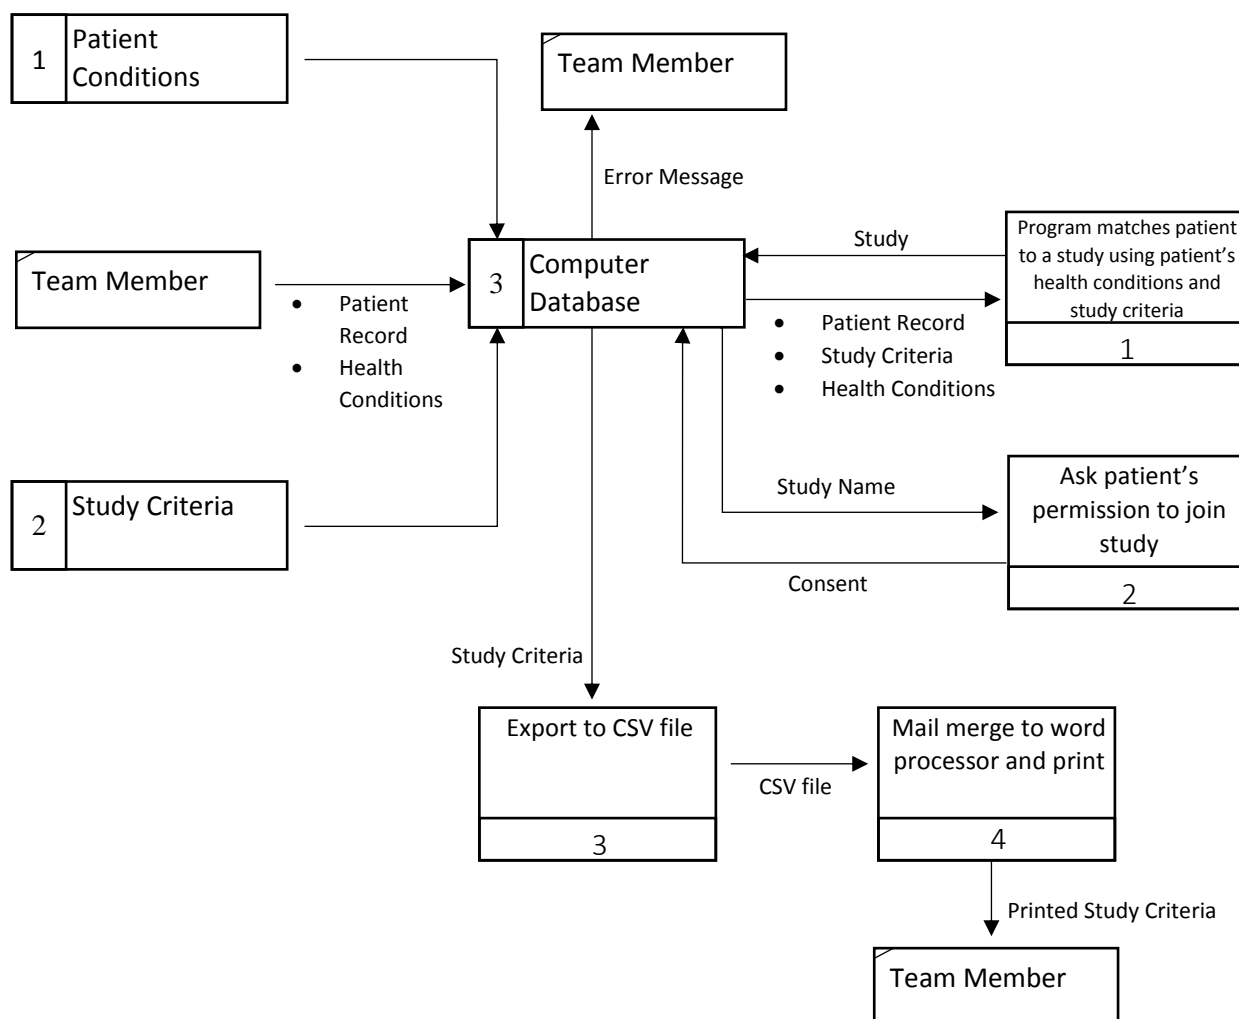 1
Patient
Conditions
Team Member
Error Message
Team Member
• Patient
Record
• Health
Conditions
3
Computer
Database
Study
• Patient Record
• Study Criteria
• Health Conditions
Program matches patient
to a study using patient’s
health conditions and
study criteria
1
2
Study Criteria
Study Name
Consent
Ask patient’s
permission to join
study
2
Study Criteria
Export to CSV file
3
CSV file
Mail merge to word
processor and print
4
Printed Study Criteria
Team Member